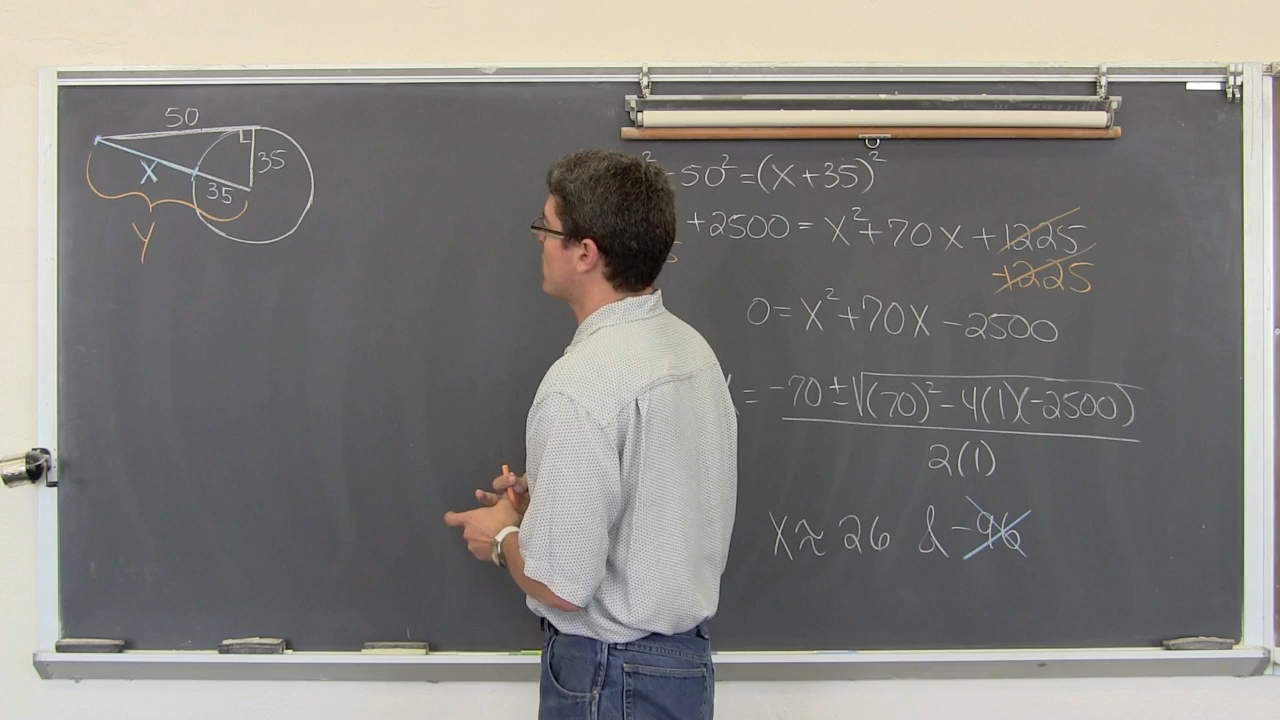 50
35
X
35
Y
² -50² = (X+35)²
+2500 = X² + 70X + 1225
-1225
0 = X² + 70X - 2500
X = -70 ± √(70)² - 4(1)(-2500)
2(1)
X ≈ 26 & -96